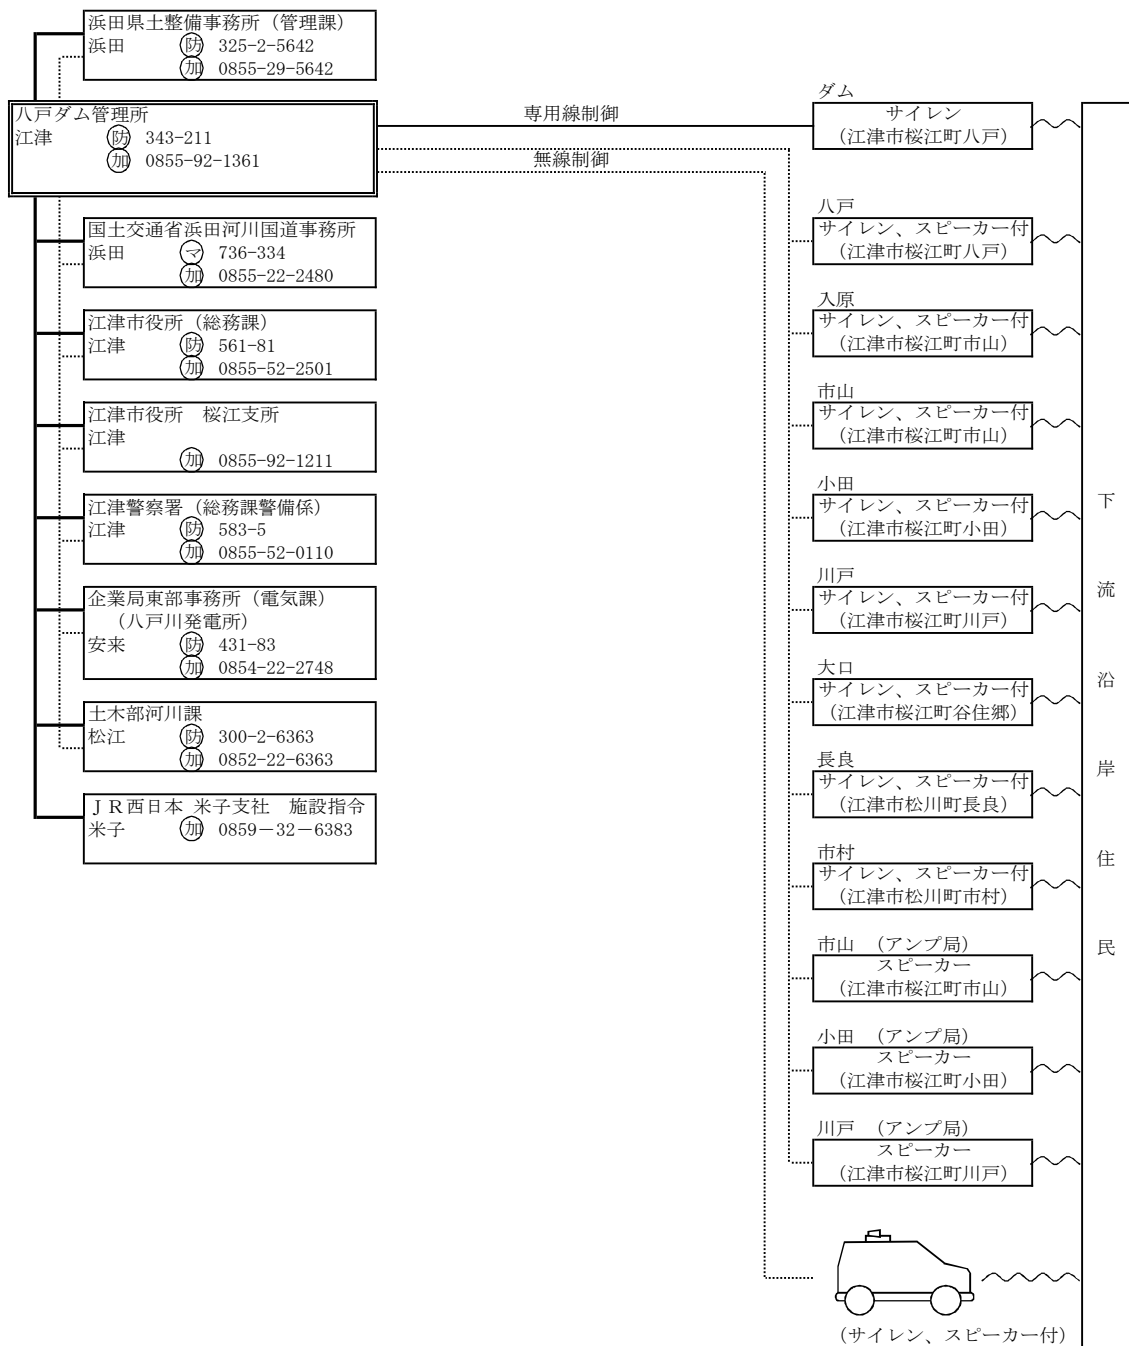 浜田県土整備事務所（管理課）
浜田　㊭防 325-2-5642
加 0855-29-5642
八戸ダム管理所
江津　防 343-211
加 0855-92-1361
国土交通省浜田河川国道事務所
浜田　マ 736-334
加 0855-22-2480
江津市役所（総務課）
江津　防 561-81
加 0855-52-2501
江津市役所　桜江支所
江津
加 0855-92-1211
江津警察署（総務課警備係）
江津　防 583-5
加 0855-52-0110
企業局東部事務所（電気課）
（八戸川発電所）
安来　防 431-83
加 0854-22-2748
土木部河川課
松江　防 300-2-6363
加 0852-22-6363
ＪＲ西日本 米子支社　施設指令
米子　加 0859－32－6383
専用線制御
無線制御
ダム
サイレン
（江津市桜江町八戸）
八戸
サイレン、スピーカー付
（江津市桜江町八戸）
入原
サイレン、スピーカー付
（江津市桜江町市山）
市山
サイレン、スピーカー付
（江津市桜江町市山）
小田
サイレン、スピーカー付
（江津市桜江町小田）
川戸
サイレン、スピーカー付
（江津市桜江町川戸）
大口
サイレン、スピーカー付
（江津市桜江町谷住郷）
長良
サイレン、スピーカー付
（江津市松川町長良）
市村
サイレン、スピーカー付
（江津市松川町市村）
市山　（アンプ局）
スピーカー
（江津市桜江町市山）
小田　（アンプ局）
スピーカー
（江津市桜江町小田）
川戸　（アンプ局）
スピーカー
（江津市桜江町川戸）
（サイレン、スピーカー付）
下流沿岸住民